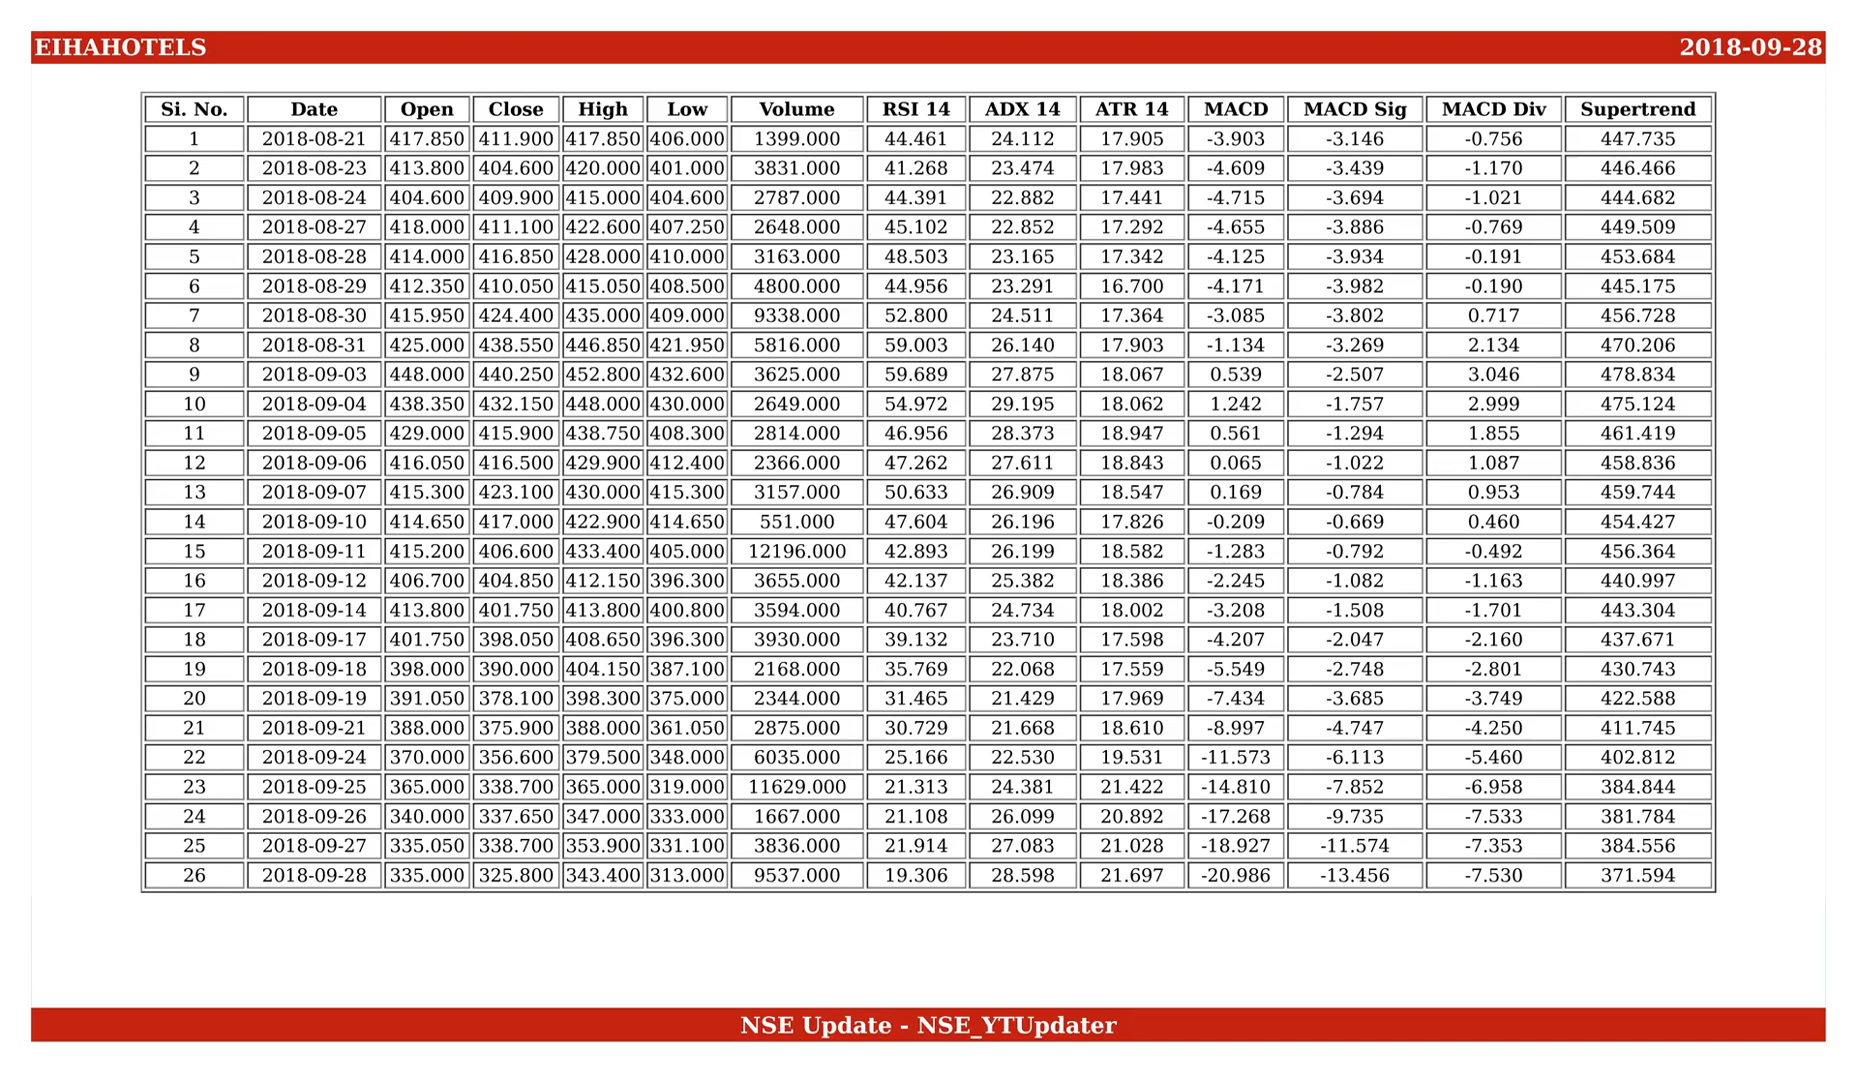 EIHAHOTELS 2018-09-28
Si. No. Date Open Close High Low Volume RSI 14 ADX 14 ATR 14 MACD MACD Sig MACD Div Supertrend
1 2018-08-21 417.850 411.900 417.850 406.000 1399.000 44.461 24.112 17.905 -3.903 -3.146 -0.756 447.735
2 2018-08-23 413.800 404.600 420.000 401.000 3831.000 41.268 23.474 17.983 -4.609 -3.439 -1.170 446.466
3 2018-08-24 404.600 409.900 415.000 404.600 2787.000 44.391 22.882 17.441 -4.715 -3.694 -1.021 444.682
4 2018-08-27 418.000 411.100 422.600 407.250 2648.000 45.102 22.852 17.292 -4.655 -3.886 -0.769 449.509
5 2018-08-28 414.000 416.850 428.000 410.000 3163.000 48.503 23.165 17.342 -4.125 -3.934 -0.191 453.684
6 2018-08-29 412.350 410.050 415.050 408.500 4800.000 44.956 23.291 16.700 -4.171 -3.982 -0.190 445.175
7 2018-08-30 415.950 424.400 435.000 409.000 9338.000 52.800 24.511 17.364 -3.085 -3.802 0.717 456.728
8 2018-08-31 425.000 438.550 446.850 421.950 5816.000 59.003 26.140 17.903 -1.134 -3.269 2.134 470.206
9 2018-09-03 448.000 440.250 452.800 432.600 3625.000 59.689 27.875 18.067 0.539 -2.507 3.046 478.834
10 2018-09-04 438.350 432.150 448.000 430.000 2649.000 54.972 29.195 18.062 1.242 -1.757 2.999 475.124
11 2018-09-05 429.000 415.900 438.750 408.300 2814.000 46.956 28.373 18.947 0.561 -1.294 1.855 461.419
12 2018-09-06 416.050 416.500 429.900 412.400 2366.000 47.262 27.611 18.843 0.065 -1.022 1.087 458.836
13 2018-09-07 415.300 423.100 430.000 415.300 3157.000 50.633 26.909 18.547 0.169 -0.784 0.953 459.744
14 2018-09-10 414.650 417.000 422.900 414.650 551.000 47.604 26.196 17.826 -0.209 -0.669 0.460 454.427
15 2018-09-11 415.200 406.600 433.400 405.000 12196.000 42.893 26.199 18.582 -1.283 -0.792 -0.492 456.364
16 2018-09-12 406.700 404.850 412.150 396.300 3655.000 42.137 25.382 18.386 -2.245 -1.082 -1.163 440.997
17 2018-09-14 413.800 401.750 413.800 400.800 3594.000 40.767 24.734 18.002 -3.208 -1.508 -1.701 443.304
18 2018-09-17 401.750 398.050 408.650 396.300 3930.000 39.132 23.710 17.598 -4.207 -2.047 -2.160 437.671
19 2018-09-18 398.000 390.000 404.150 387.100 2168.000 35.769 22.068 17.559 -5.549 -2.748 -2.801 430.743
20 2018-09-19 391.050 378.100 398.300 375.000 2344.000 31.465 21.429 17.969 -7.434 -3.685 -3.749 422.588
21 2018-09-21 388.000 375.900 388.000 361.050 2875.000 30.729 21.668 18.610 -8.997 -4.747 -4.250 411.745
22 2018-09-24 370.000 356.600 379.500 348.000 6035.000 25.166 22.530 19.531 -11.573 -6.113 -5.460 402.812
23 2018-09-25 365.000 338.700 365.000 319.000 11629.000 21.313 24.381 21.422 -14.810 -7.852 -6.958 384.844
24 2018-09-26 340.000 337.650 347.000 333.000 1667.000 21.108 26.099 20.892 -17.268 -9.735 -7.533 381.784
25 2018-09-27 335.050 338.700 353.900 331.100 3836.000 21.914 27.083 21.028 -18.927 -11.574 -7.353 384.556
26 2018-09-28 335.000 325.800 343.400 313.000 9537.000 19.306 28.598 21.697 -20.986 -13.456 -7.530 371.594
NSE Update - NSE_YTUpdater